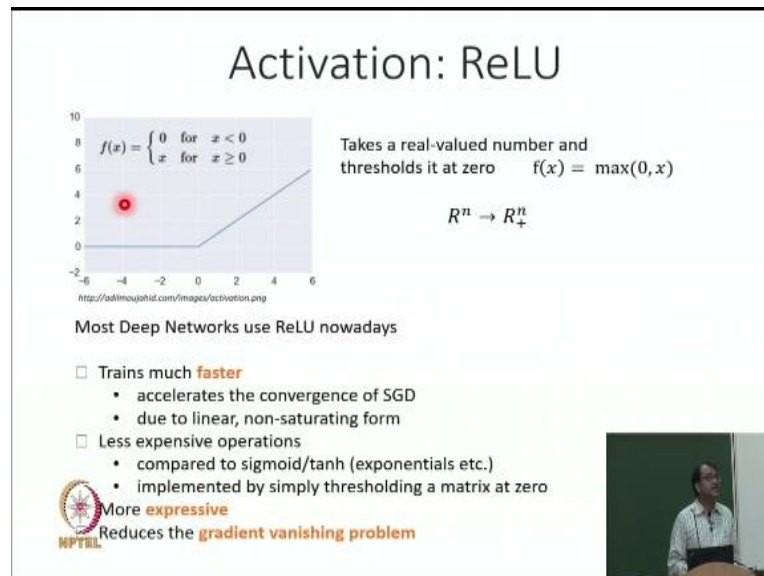 Activation: ReLU
10
8
6
4
2
0
−2
f(x) = { 0 for x < 0
x for x ≥ 0
−6 −4 −2 0 2 4 6
http://adilmoujahid.com/images/activation.png
Takes a real-valued number and
thresholds it at zero f(x) = max(0, x)
Rⁿ → Rⁿ₊
Most Deep Networks use ReLU nowadays
□ Trains much faster
• accelerates the convergence of SGD
• due to linear, non-saturating form
□ Less expensive operations
• compared to sigmoid/tanh (exponentials etc.)
• implemented by simply thresholding a matrix at zero
More expressive
Reduces the gradient vanishing problem
NPTEL